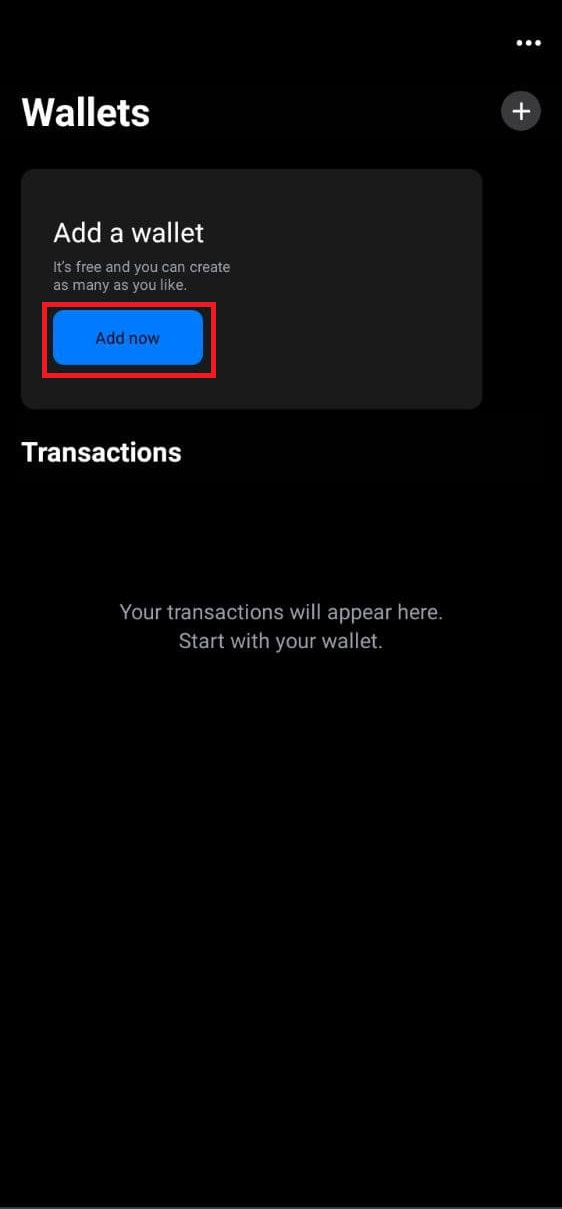 Wallets
Add a wallet
It's free and you can create
as many as you like.
Add now
Transactions
Your transactions will appear here.
Start with your wallet.